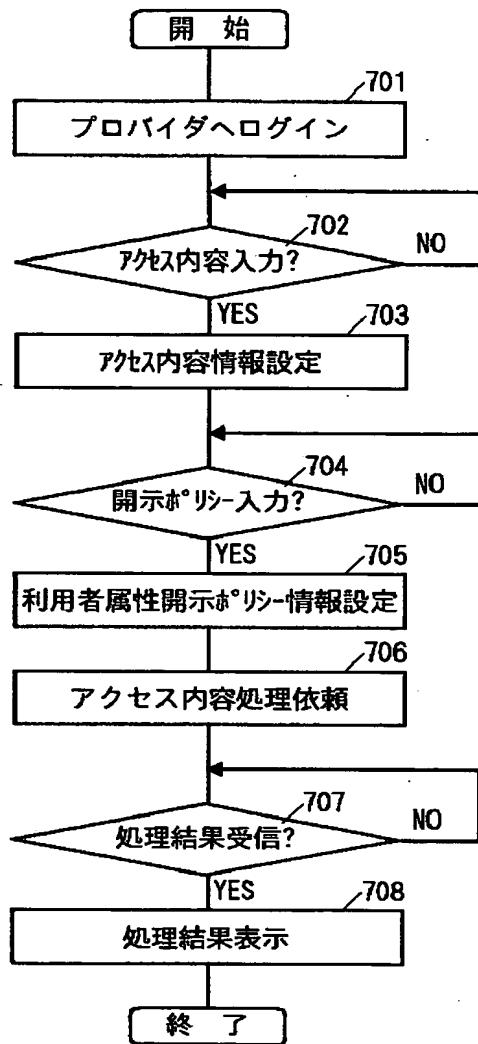 開 始
701
プロバイダへログイン
702
ｱｸｾｽ内容入力?
NO
YES
703
ｱｸｾｽ内容情報設定
704
開示ﾎﾟﾘｼｰ入力?
NO
YES
705
利用者属性開示ﾎﾟﾘｼｰ情報設定
706
アクセス内容処理依頼
707
処理結果受信?
NO
YES
708
処理結果表示
終 了